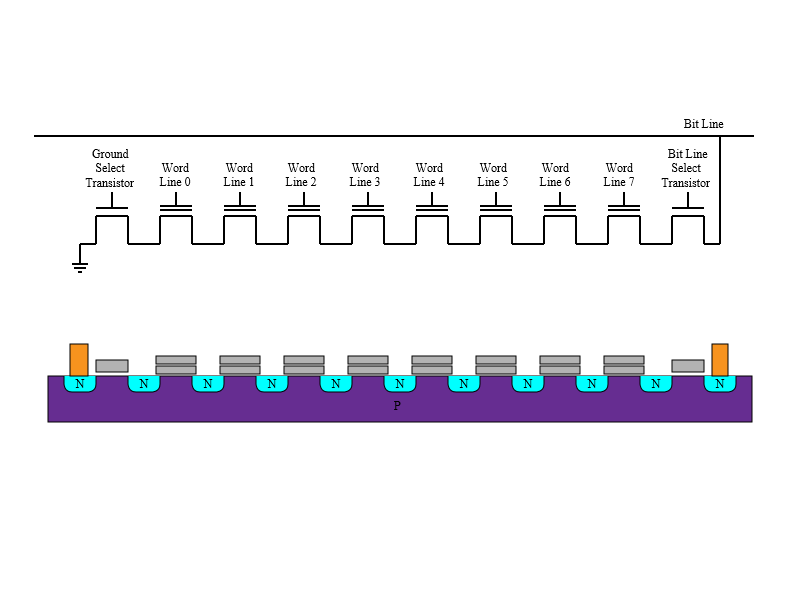 Bit Line
Ground
Select
Transistor
Word
Line 0
Word
Line 1
Word
Line 2
Word
Line 3
Word
Line 4
Word
Line 5
Word
Line 6
Word
Line 7
Bit Line
Select
Transistor
N
N
N
N
N
N
N
N
N
N
N
P